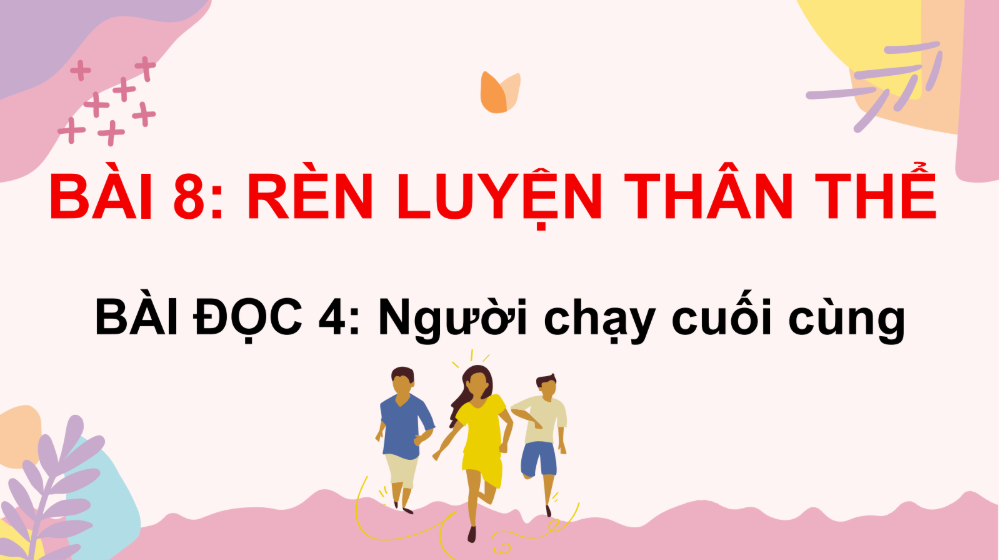 BÀI 8: RÈN LUYỆN THÂN THỂ
BÀI ĐỌC 4: Người chạy cuối cùng